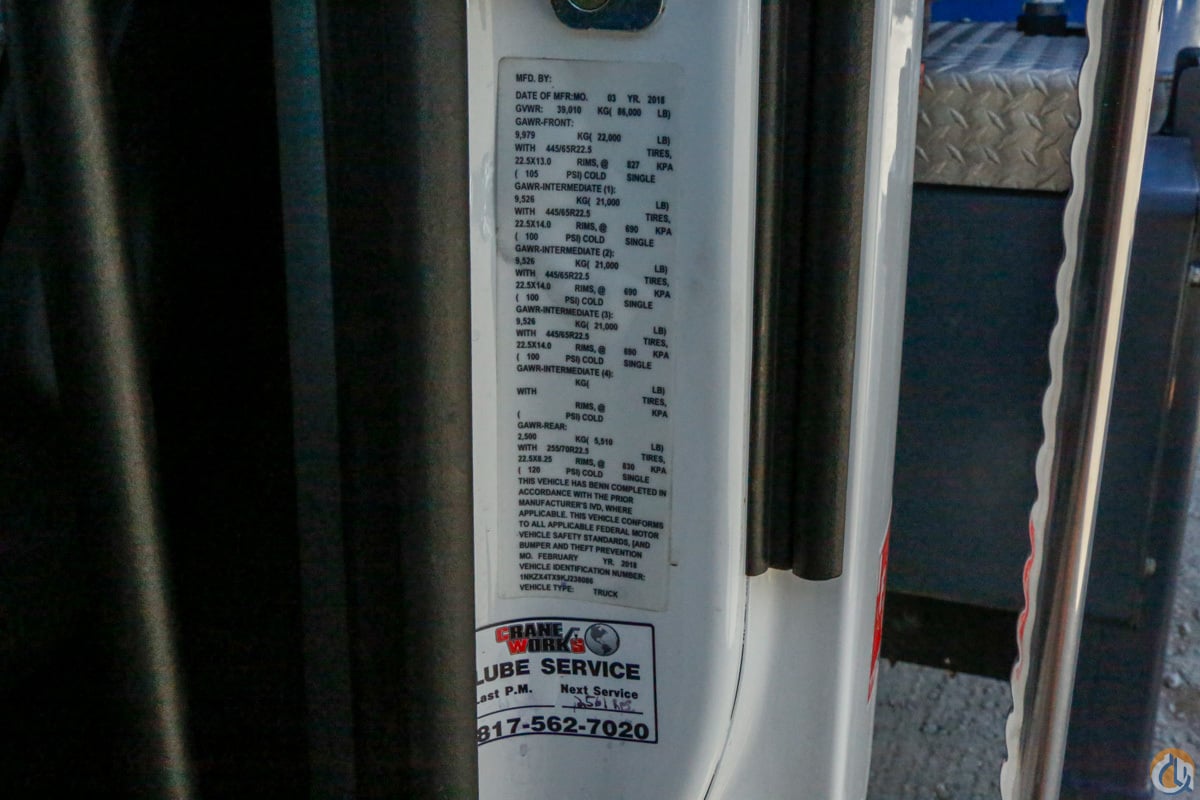 MFD. BY:
DATE OF MFR:MO. 03 YR. 2018
GVWR: 39,010 KG( 86,000 LB)
GAWR-FRONT:
9,979 KG( 22,000 LB)
WITH 445/65R22.5 TIRES,
22.5X13.0 RIMS, @ 827 KPA
( 105 PSI) COLD SINGLE
GAWR-INTERMEDIATE (1):
9,526 KG( 21,000 LB)
WITH 445/65R22.5 TIRES,
22.5X14.0 RIMS, @ 690 KPA
( 100 PSI) COLD SINGLE
GAWR-INTERMEDIATE (2):
9,526 KG( 21,000 LB)
WITH 445/65R22.5 TIRES,
22.5X14.0 RIMS, @ 690 KPA
( 100 PSI) COLD SINGLE
GAWR-INTERMEDIATE (3):
9,526 KG( 21,000 LB)
WITH 445/65R22.5 TIRES,
22.5X14.0 RIMS, @ 690 KPA
( 100 PSI) COLD SINGLE
GAWR-INTERMEDIATE (4):
KG( LB)
WITH TIRES,
RIMS, @ KPA
( PSI) COLD
GAWR-REAR:
2,500 KG( 5,510 LB)
WITH 255/70R22.5 TIRES,
22.5X8.25 RIMS, @ 830 KPA
( 120 PSI) COLD SINGLE
THIS VEHICLE HAS BENN COMPLETED IN
ACCORDANCE WITH THE PRIOR
MANUFACTURER'S IVD, WHERE
APPLICABLE. THIS VEHICLE CONFORMS
TO ALL APPLICABLE FEDERAL MOTOR
VEHICLE SAFETY STANDARDS, [AND
BUMPER AND THEFT PREVENTION
MO. FEBRUARY YR. 2018
VEHICLE IDENTIFICATION NUMBER:
1NKZX4TX9KJ238086
VEHICLE TYPE: TRUCK
CRANE
WORKS
LUBE SERVICE
Last P.M. Next Service
817-562-7020